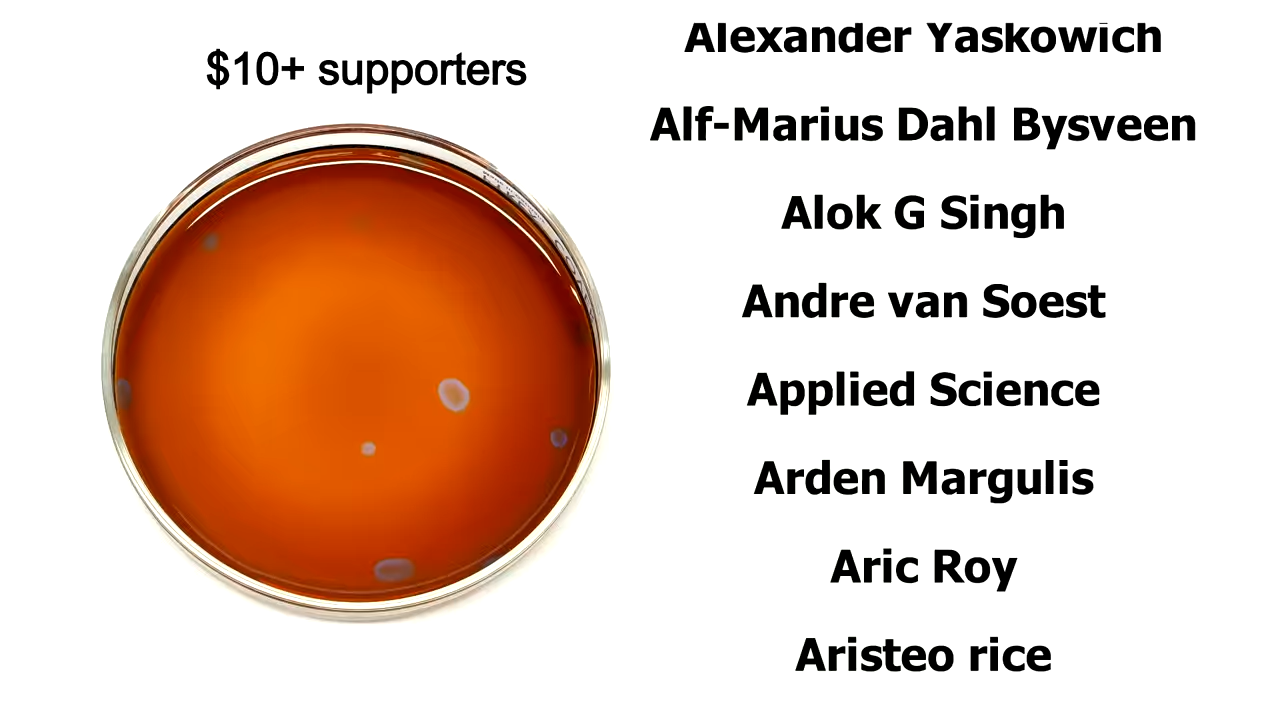 $10+ supporters
Alexander Yaskowich
Alf-Marius Dahl Bysveen
Alok G Singh
Andre van Soest
Applied Science
Arden Margulis
Aric Roy
Aristeo rice